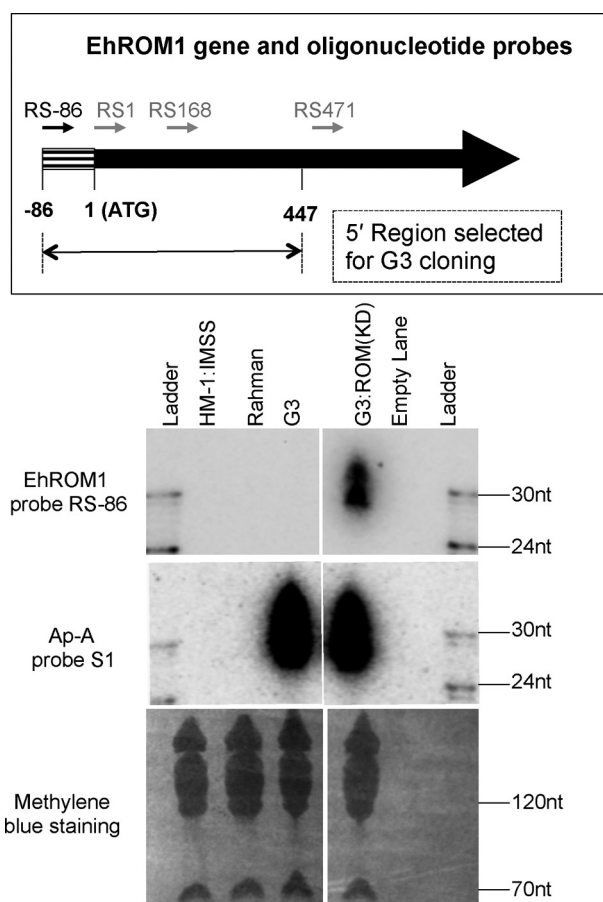 EhROM1 gene and oligonucleotide probes
RS-86 RS1 RS168 RS471
-86 1 (ATG) 447
5′ Region selected
for G3 cloning
Ladder
HM-1:IMSS
Rahman
G3
G3:ROM(KD)
Empty Lane
Ladder
EhROM1
probe RS-86
30nt
24nt
Ap-A
probe S1
30nt
24nt
Methylene
blue staining
120nt
70nt